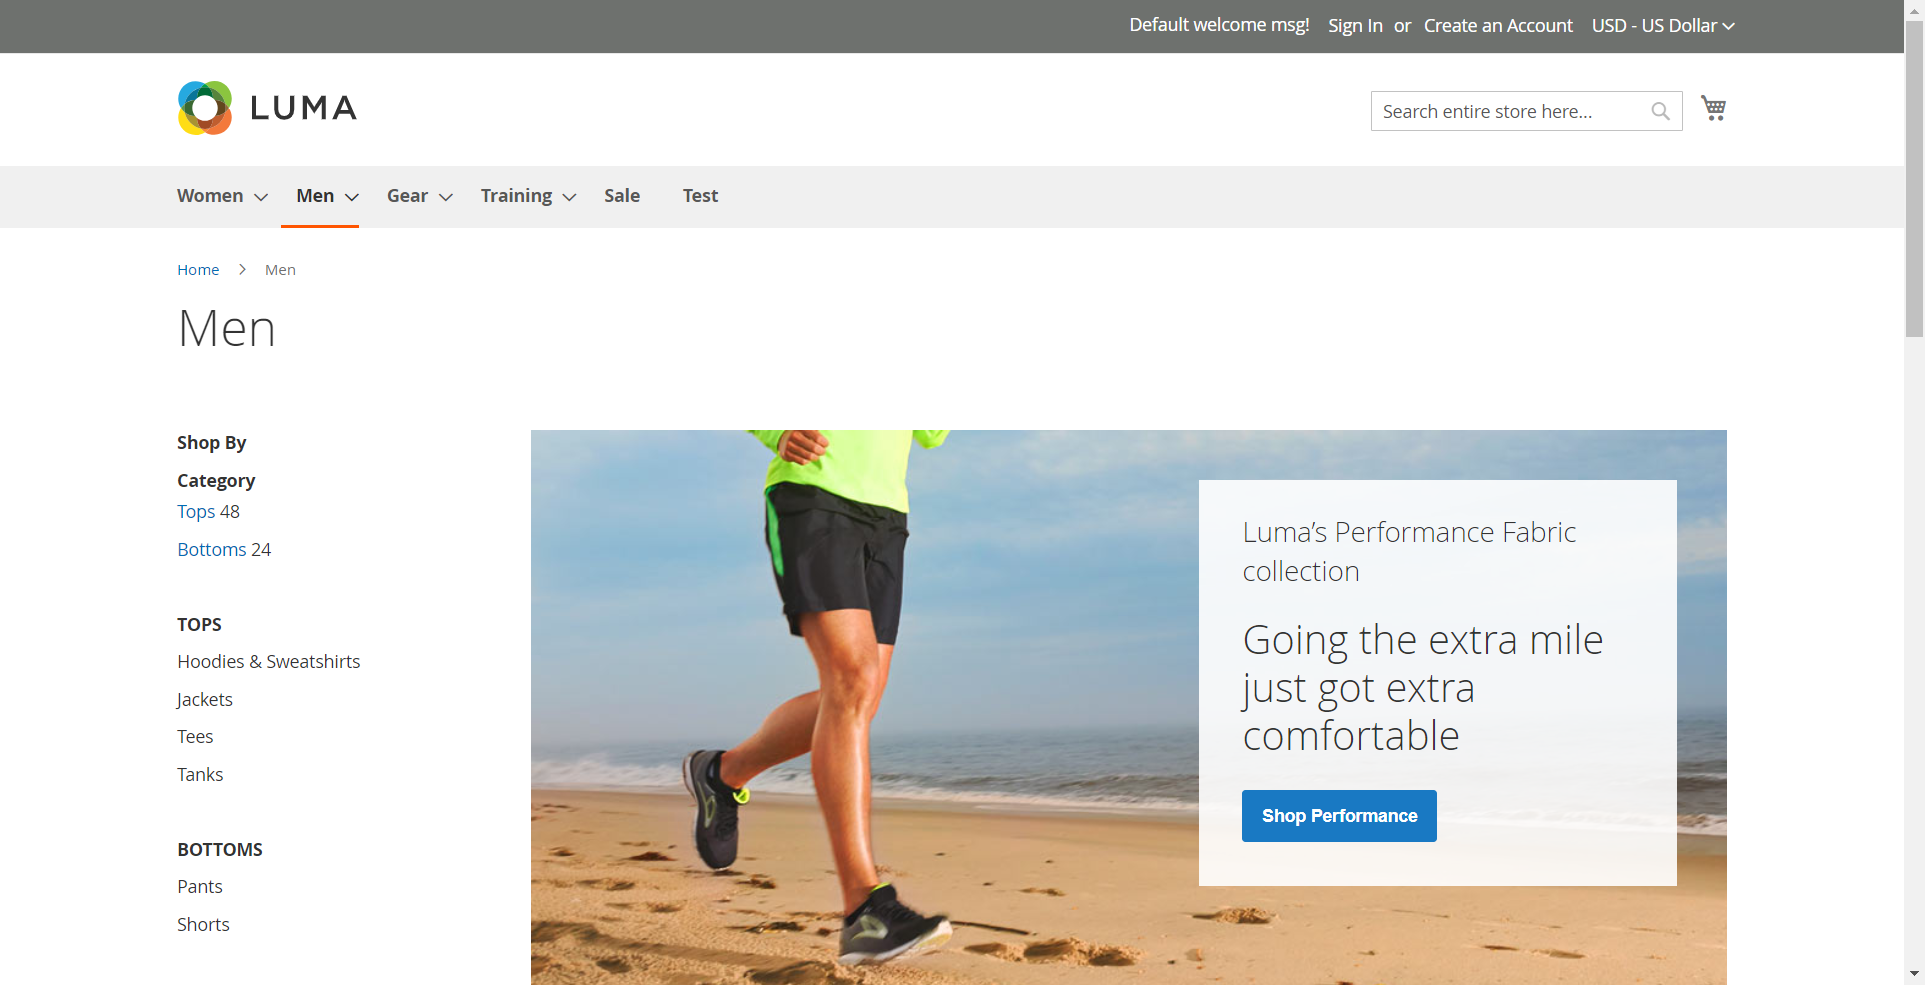 Default welcome msg! Sign In or Create an Account USD - US Dollar
LUMA
Search entire store here...
Women Men Gear Training Sale Test
Home Men
Men
Shop By
Category
Tops 48
Bottoms 24
TOPS
Hoodies & Sweatshirts
Jackets
Tees
Tanks
BOTTOMS
Pants
Shorts
Luma’s Performance Fabric
collection
Going the extra mile
just got extra
comfortable
Shop Performance